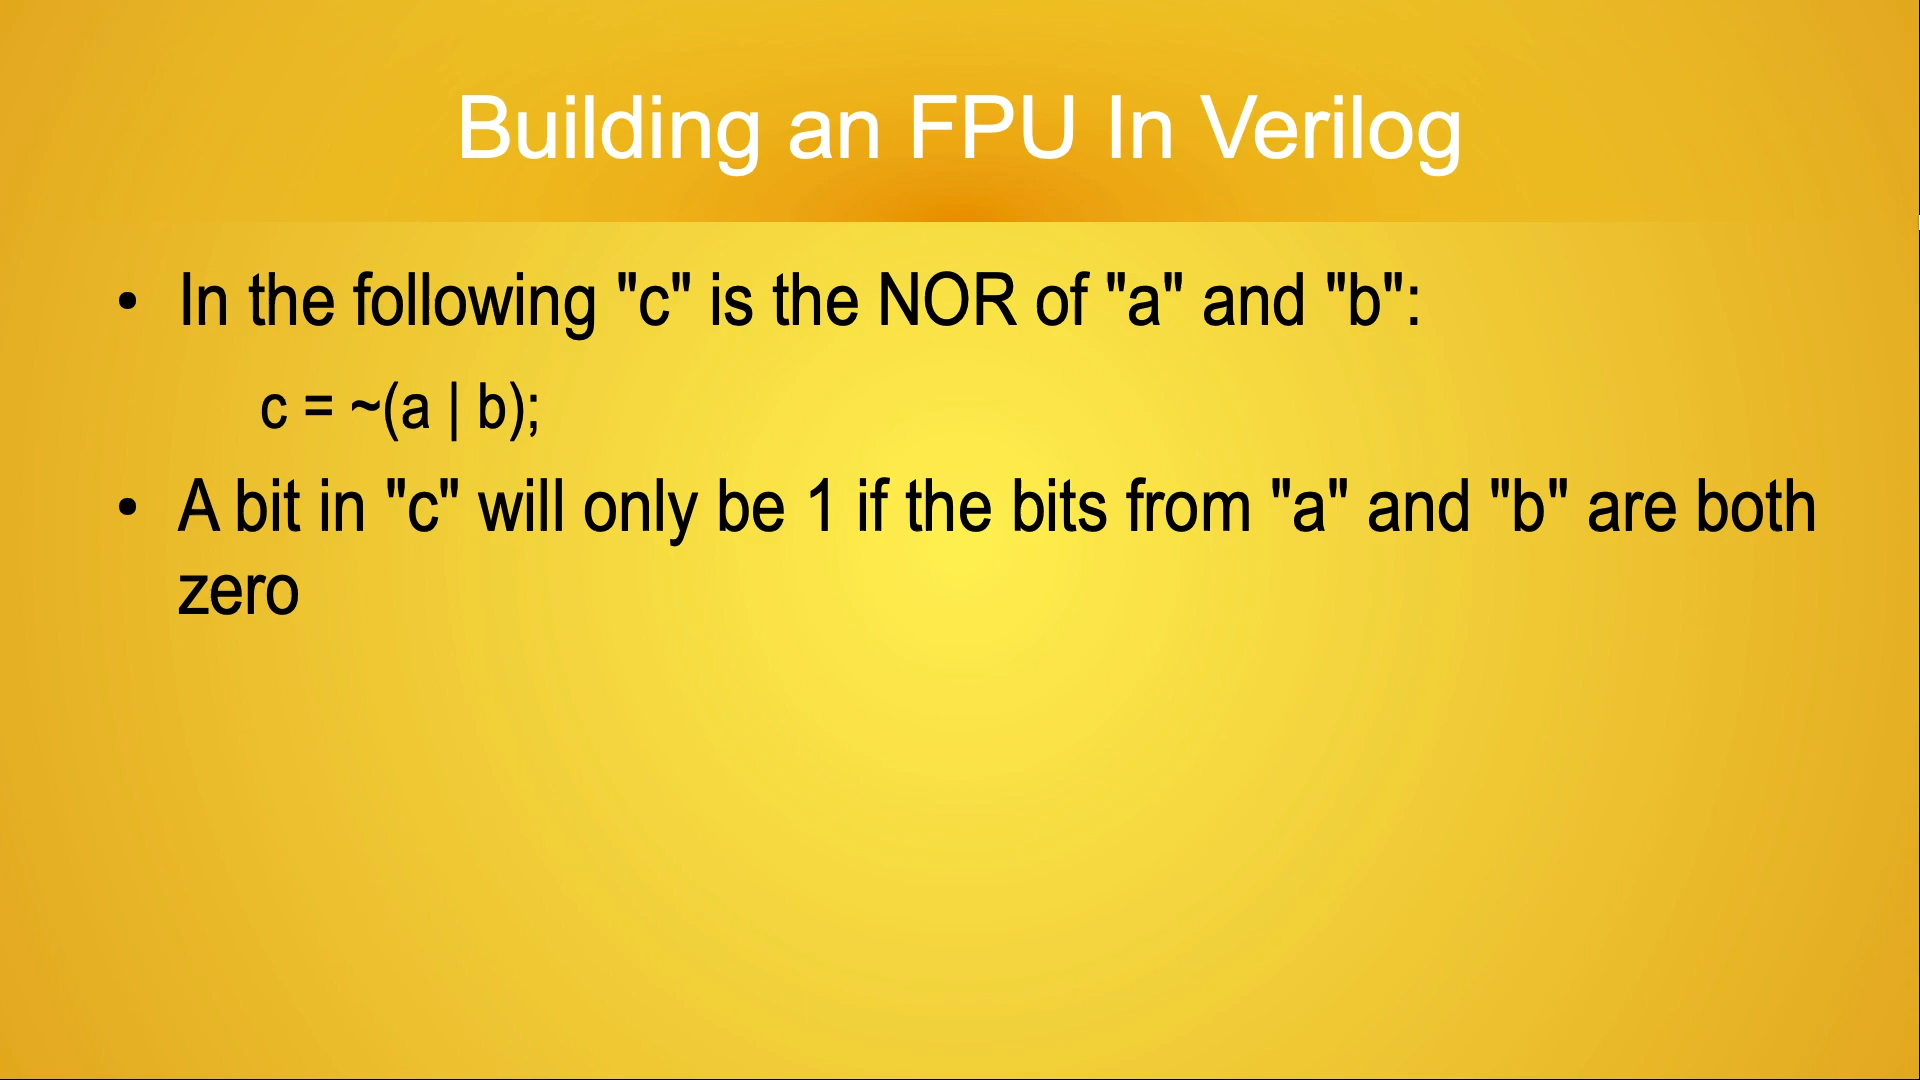 Building an FPU In Verilog
• In the following "c" is the NOR of "a" and "b":
c = ~(a | b);
• A bit in "c" will only be 1 if the bits from "a" and "b" are both
zero